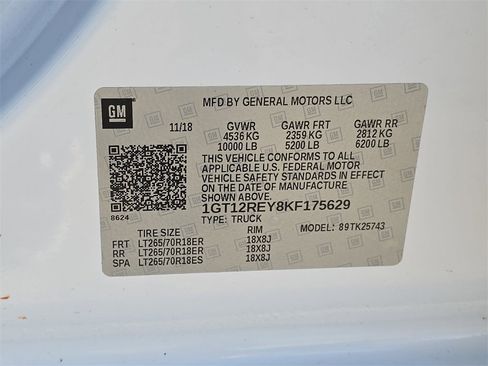 GM
MFD BY GENERAL MOTORS LLC
11/18 GVWR GAWR FRT GAWR RR
4536 KG 2359 KG 2812 KG
10000 LB 5200 LB 6200 LB
THIS VEHICLE CONFORMS TO ALL
APPLICABLE U.S. FEDERAL MOTOR
VEHICLE SAFETY STANDARDS IN EFFECT
ON THE DATE OF MANUFACTURE
SHOWN ABOVE.
1GT12REY8KF175629
8624
TYPE: TRUCK
TIRE SIZE RIM MODEL: 89TK25743
FRT LT265/70R18ER 18X8J
RR LT265/70R18ER 18X8J
SPA LT265/70R18ES 18X8J